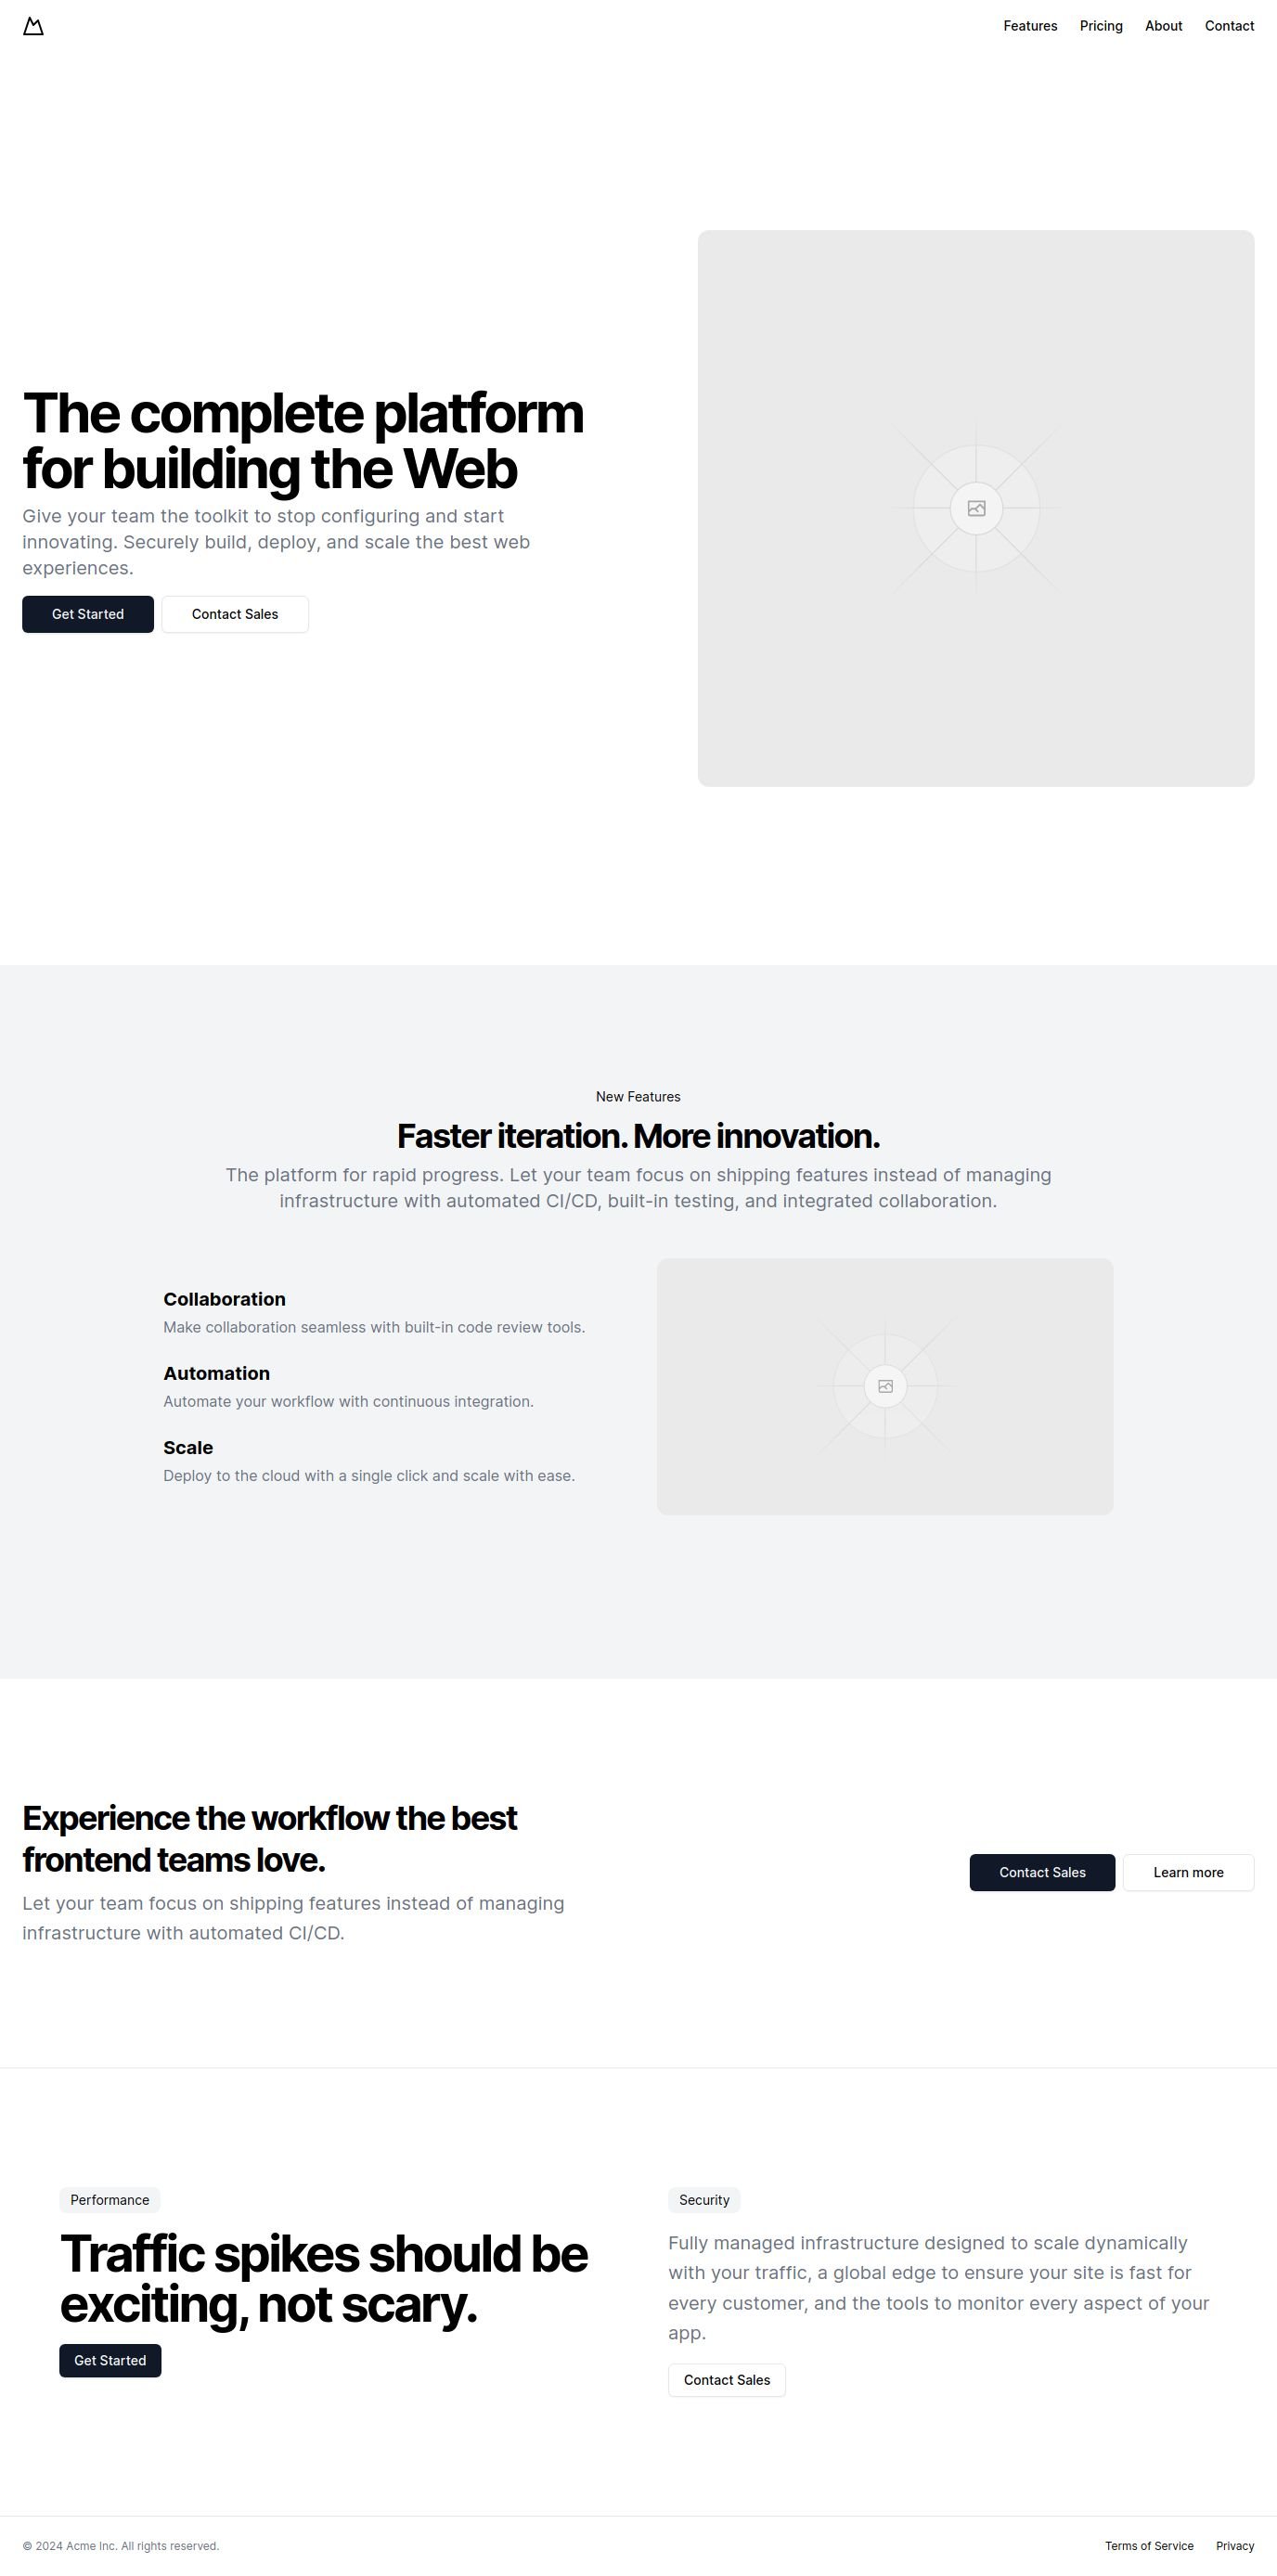 Features Pricing About Contact
The complete platform
for building the Web
Give your team the toolkit to stop configuring and start
innovating. Securely build, deploy, and scale the best web
experiences.
Get Started Contact Sales
New Features
Faster iteration. More innovation.
The platform for rapid progress. Let your team focus on shipping features instead of managing
infrastructure with automated CI/CD, built-in testing, and integrated collaboration.
Collaboration
Make collaboration seamless with built-in code review tools.
Automation
Automate your workflow with continuous integration.
Scale
Deploy to the cloud with a single click and scale with ease.
Experience the workflow the best
frontend teams love.
Let your team focus on shipping features instead of managing
infrastructure with automated CI/CD.
Contact Sales Learn more
Performance
Traffic spikes should be
exciting, not scary.
Get Started
Security
Fully managed infrastructure designed to scale dynamically
with your traffic, a global edge to ensure your site is fast for
every customer, and the tools to monitor every aspect of your
app.
Contact Sales
© 2024 Acme Inc. All rights reserved.
Terms of Service Privacy